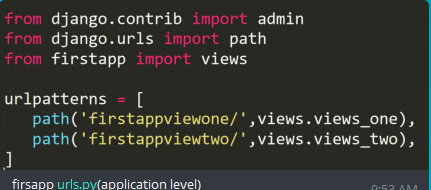 from django.contrib import admin
from django.urls import path
from firstapp import views
urlpatterns = [
path('firstappviewone/',views.views_one),
path('firstappviewtwo/',views.views_two),
]
firsapp urls.py(application level)
9:53 AM